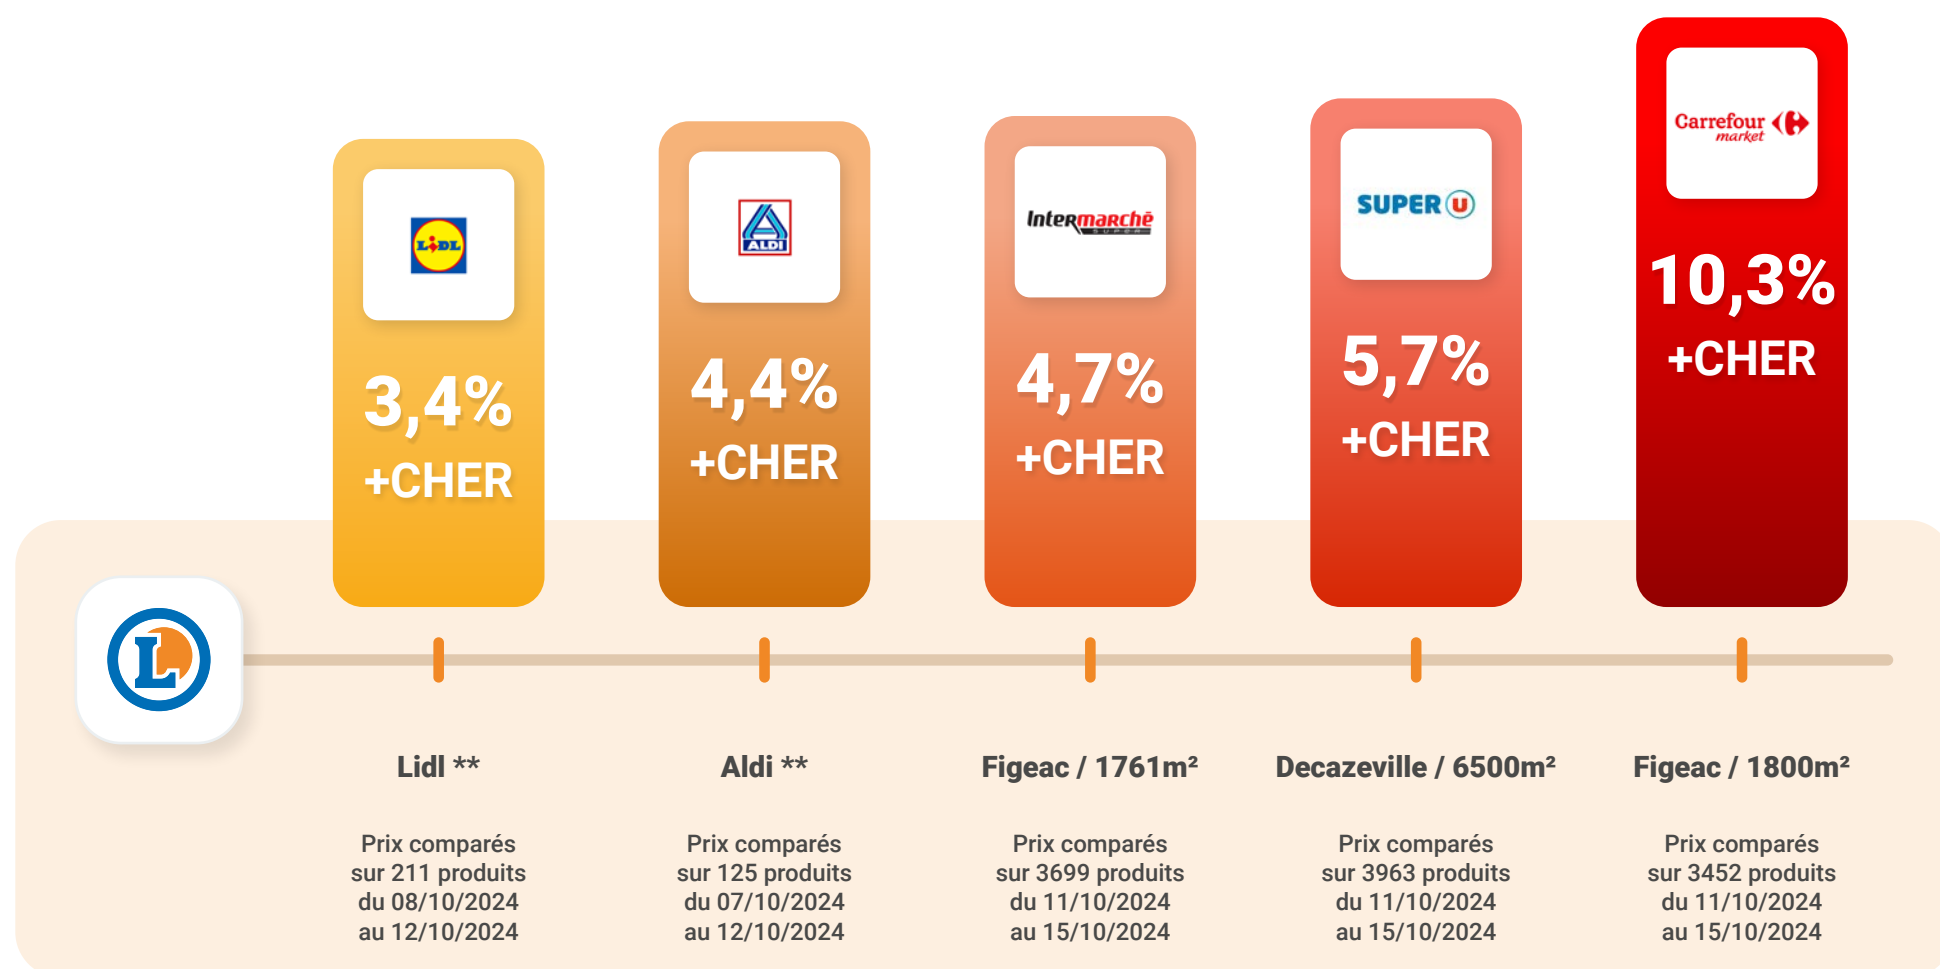 LIDL
3,4%
+CHER
ALDI
4,4%
+CHER
Intermarchē
SUPER
4,7%
+CHER
SUPER U
5,7%
+CHER
Carrefour
market
10,3%
+CHER
L
Lidl **
Prix comparés
sur 211 produits
du 08/10/2024
au 12/10/2024
Aldi **
Prix comparés
sur 125 produits
du 07/10/2024
au 12/10/2024
Figeac / 1761m²
Prix comparés
sur 3699 produits
du 11/10/2024
au 15/10/2024
Decazeville / 6500m²
Prix comparés
sur 3963 produits
du 11/10/2024
au 15/10/2024
Figeac / 1800m²
Prix comparés
sur 3452 produits
du 11/10/2024
au 15/10/2024